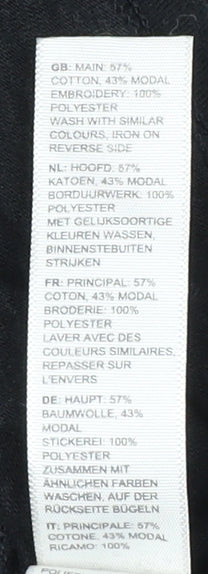 GB: MAIN: 57%
COTTON, 43% MODAL
EMBROIDERY: 100%
POLYESTER
WASH WITH SIMILAR
COLOURS, IRON ON
REVERSE SIDE
NL: HOOFD: 57%
KATOEN, 43% MODAL
BORDUURWERK: 100%
POLYESTER
MET GELIJKSOORTIGE
KLEUREN WASSEN,
BINNENSTEBUITEN
STRIJKEN
FR: PRINCIPAL: 57%
COTON, 43% MODAL
BRODERIE: 100%
POLYESTER
LAVER AVEC DES
COULEURS SIMILAIRES,
REPASSER SUR
L'ENVERS
DE: HAUPT: 57%
BAUMWOLLE, 43%
MODAL
STICKEREI: 100%
POLYESTER
ZUSAMMEN MIT
ÄHNLICHEN FARBEN
WASCHEN, AUF DER
RÜCKSEITE BÜGELN
IT: PRINCIPALE: 57%
COTONE, 43% MODAL
RICAMO: 100%